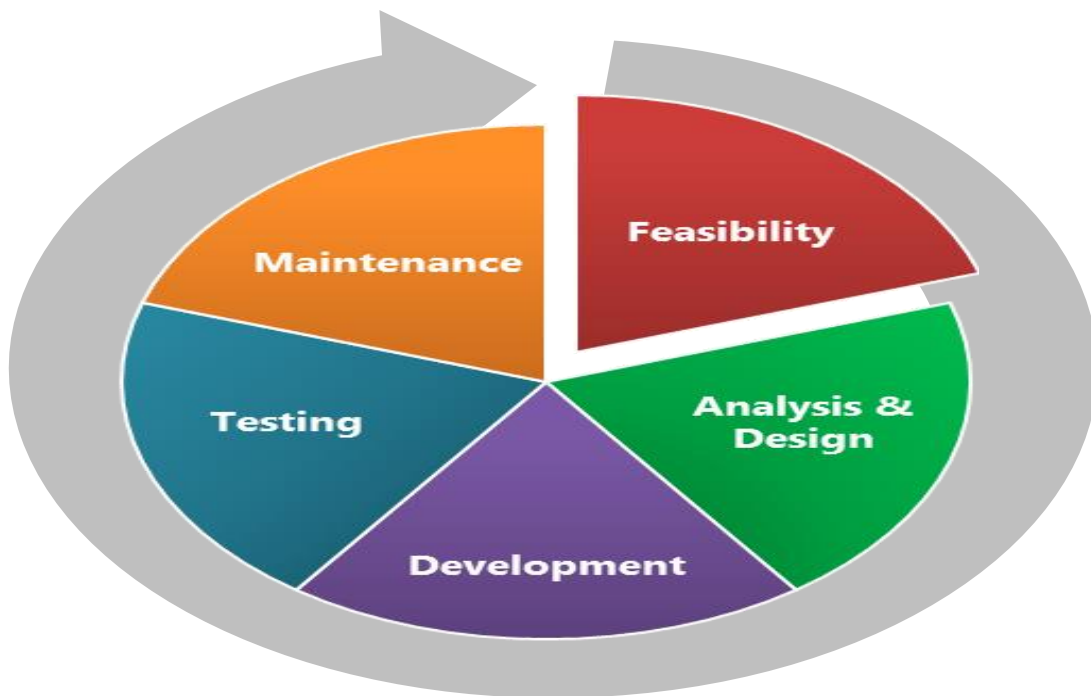 Feasibility
Analysis &
Design
Development
Testing
Maintenance